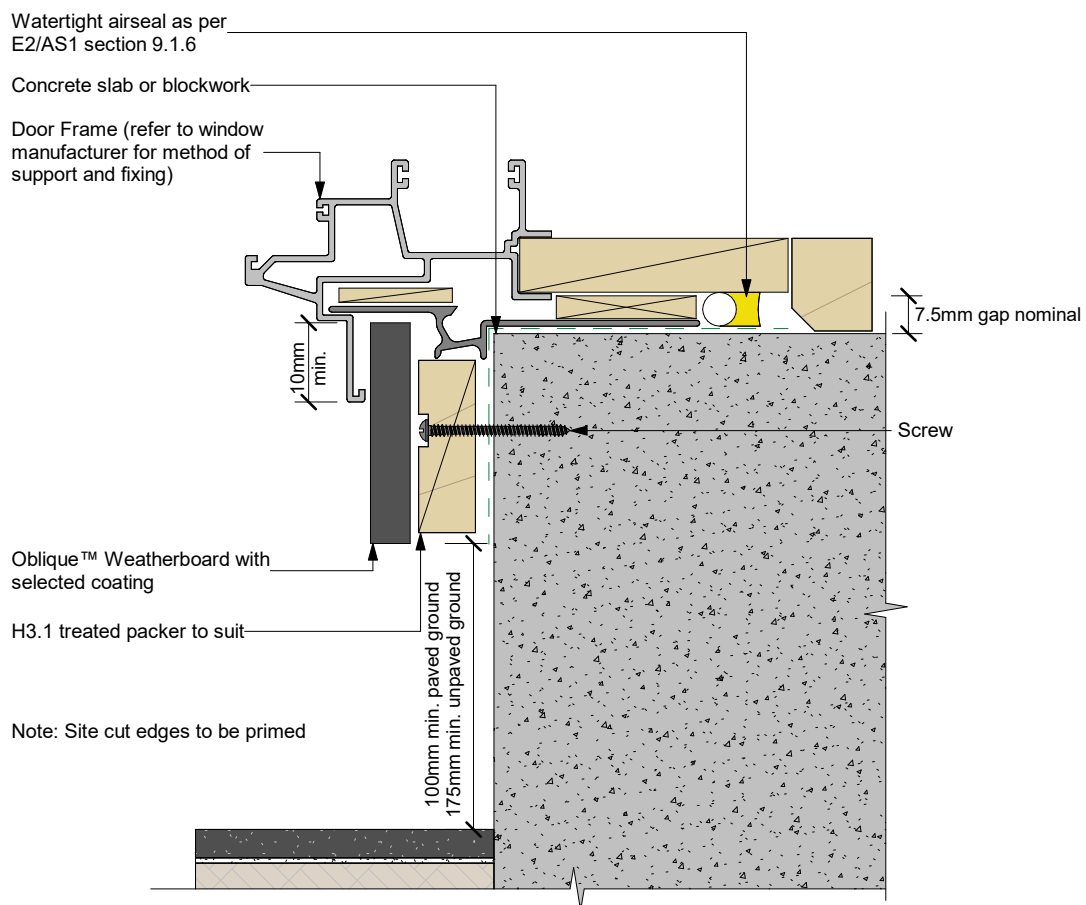 Watertight airseal as per
E2/AS1 section 9.1.6
Concrete slab or blockwork
Door Frame (refer to window
manufacturer for method of
support and fixing)
7.5mm gap nominal
10mm
min.
Screw
Oblique™ Weatherboard with
selected coating
H3.1 treated packer to suit
100mm min. paved ground
175mm min. unpaved ground
Note: Site cut edges to be primed